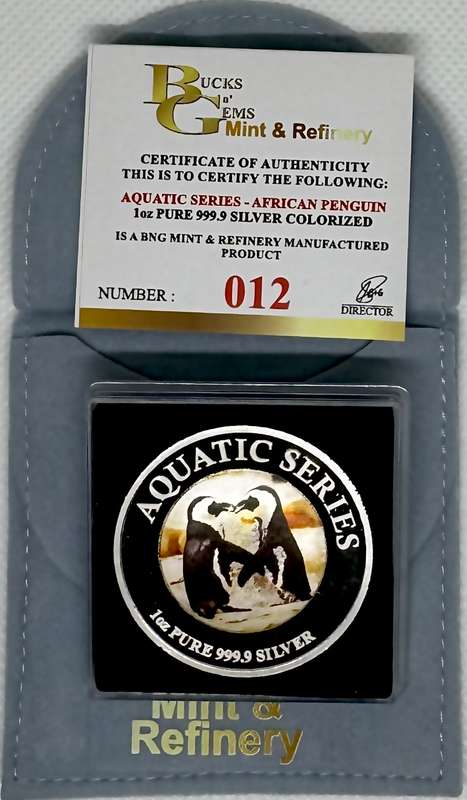 BUCKS
n'
GEMS
Mint & Refinery
CERTIFICATE OF AUTHENTICITY
THIS IS TO CERTIFY THE FOLLOWING:
AQUATIC SERIES - AFRICAN PENGUIN
1oz PURE 999.9 SILVER COLORIZED
IS A BNG MINT & REFINERY MANUFACTURED
PRODUCT
NUMBER : 012
DIRECTOR
AQUATIC SERIES
1oz PURE 999.9 SILVER
Mint &
Refinery